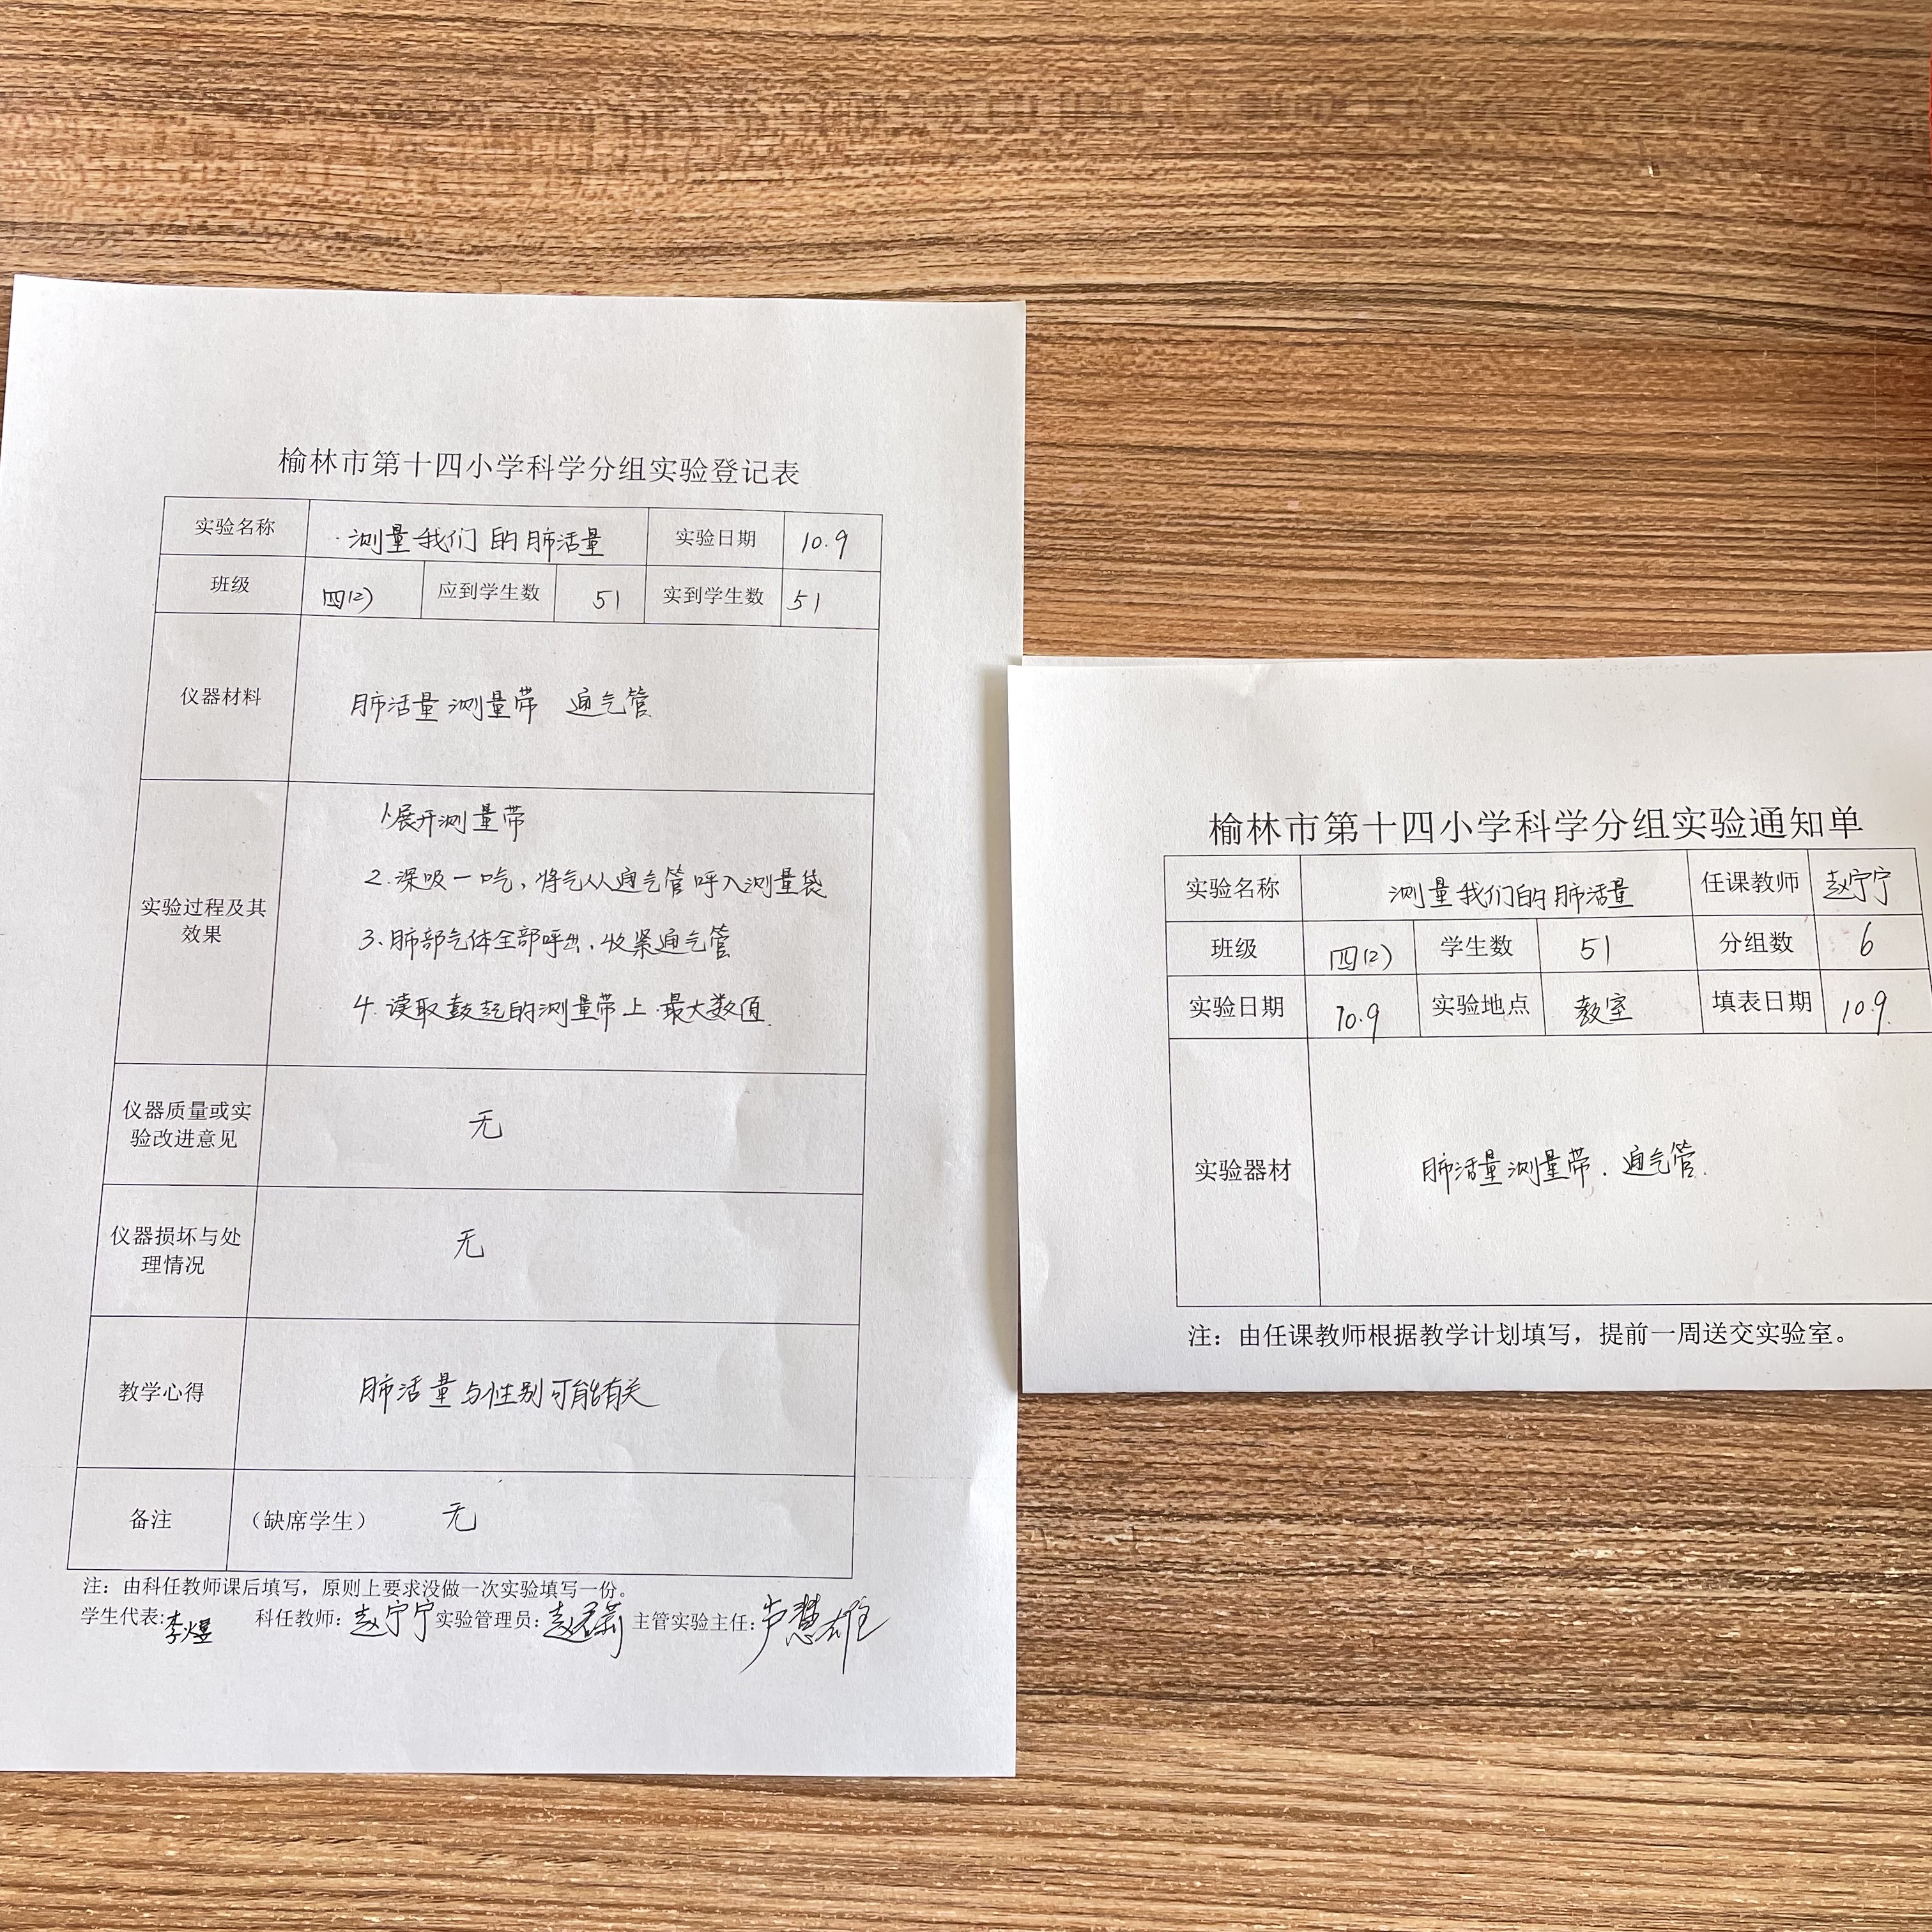 榆林市第十四小学科学分组实验登记表
实验名称 测量我们的肺活量 实验日期 10.9
班级 四(2) 应到学生数 51 实到学生数 51
仪器材料 肺活量测量带 通气管
1.展开测量带
2.深吸一口气,将气从通气管呼入测量袋
实验过程及其
效果
3、肺部气体全部呼出,收紧通气管
4.读取鼓起的测量带上最大数值.
仪器质量或实
验改进意见
无
仪器损坏与处
理情况
无
教学心得 肺活量与性别可能有关
备注 (缺席学生) 无
注:由科任教师课后填写,原则上要求没做一次实验填写一份。
学生代表:李煜 科任教师:赵宁宁 实验管理员: 主管实验主任:卢慧雄
榆林市第十四小学科学分组实验通知单
实验名称 测量我们的肺活量 任课教师 赵宁宁
班级 四(2) 学生数 51 分组数 6
实验日期 10.9 实验地点 教室 填表日期 10.9.
实验器材 肺活量测量带.通气管.
注:由任课教师根据教学计划填写,提前一周送交实验室。